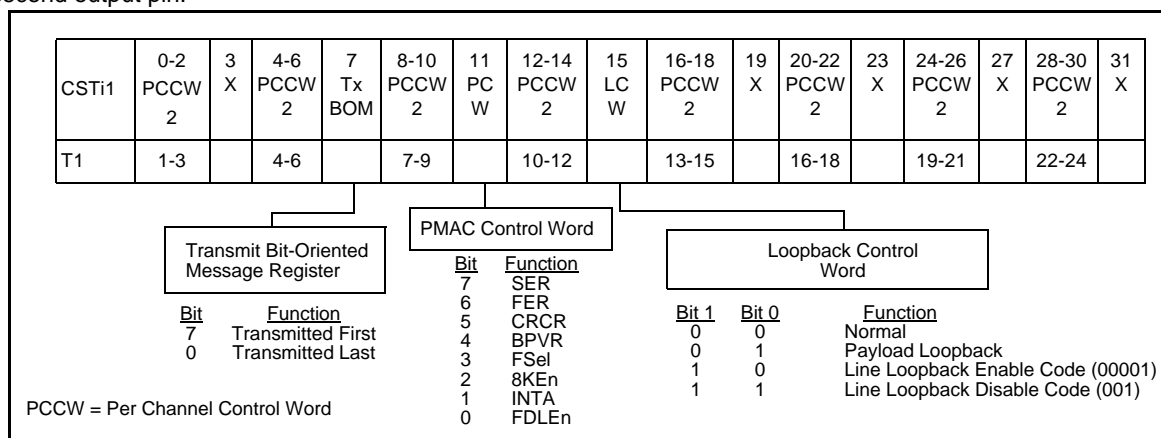 second output pin.
CSTi1 0-2 PCCW 2 3 X 4-6 PCCW 2 7 Tx BOM 8-10 PCCW 2 11 PC W 12-14 PCCW 2 15 LC W 16-18 PCCW 2 19 X 20-22 PCCW 2 23 X 24-26 PCCW 2 27 X 28-30 PCCW 2 31 X
T1 1-3 4-6 7-9 10-12 13-15 16-18 19-21 22-24
Transmit Bit-Oriented
Message Register
Bit Function
7 Transmitted First
0 Transmitted Last
PMAC Control Word
Bit Function
7 SER
6 FER
5 CRCR
4 BPVR
3 FSel
2 8KEn
1 INTA
0 FDLEn
Loopback Control
Word
Bit 1 Bit 0 Function
0 0 Normal
0 1 Payload Loopback
1 0 Line Loopback Enable Code (00001)
1 1 Line Loopback Disable Code (001)
PCCW = Per Channel Control Word